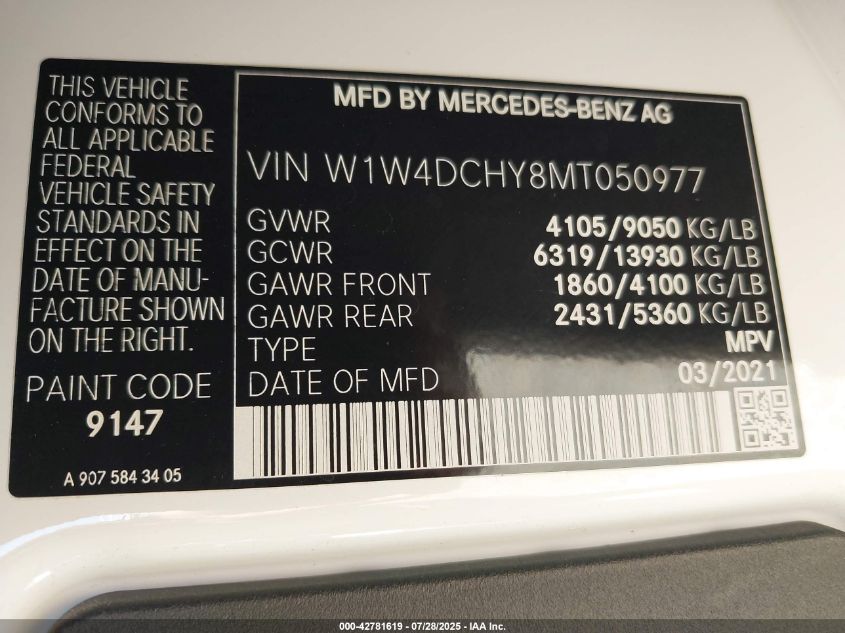 THIS VEHICLE
CONFORMS TO
ALL APPLICABLE
FEDERAL
VEHICLE SAFETY
STANDARDS IN
EFFECT ON THE
DATE OF MANU-
FACTURE SHOWN
ON THE RIGHT.
PAINT CODE
9147
A 907 584 34 05
MFD BY MERCEDES-BENZ AG
VIN W1W4DCHY8MT050977
GVWR 4105/9050 KG/LB
GCWR 6319/13930 KG/LB
GAWR FRONT 1860/4100 KG/LB
GAWR REAR 2431/5360 KG/LB
TYPE MPV
DATE OF MFD 03/2021
000-42781619 / 07/28/2025 - IAA Inc.